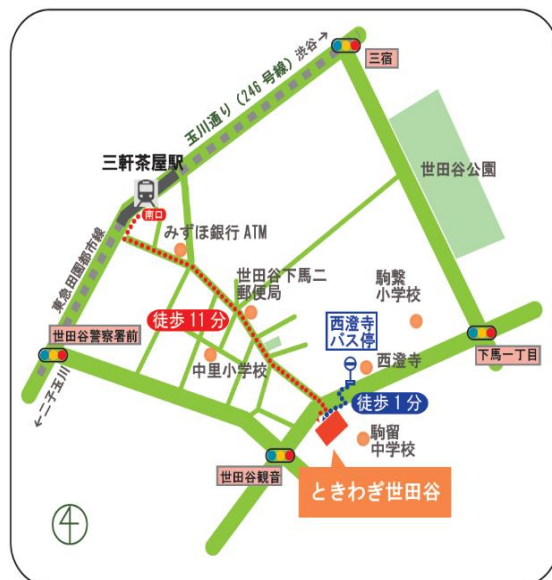 渋谷→
玉川通り（246号線）
三宿
三軒茶屋駅
南口
世田谷公園
みずほ銀行 ATM
東急田園都市線
世田谷下馬二
郵便局
駒繋
小学校
徒歩 11 分
西澄寺
バス停
世田谷警察署前
下馬一丁目
中里小学校
西澄寺
←二子玉川
徒歩 1 分
駒留
中学校
世田谷観音
ときわぎ世田谷